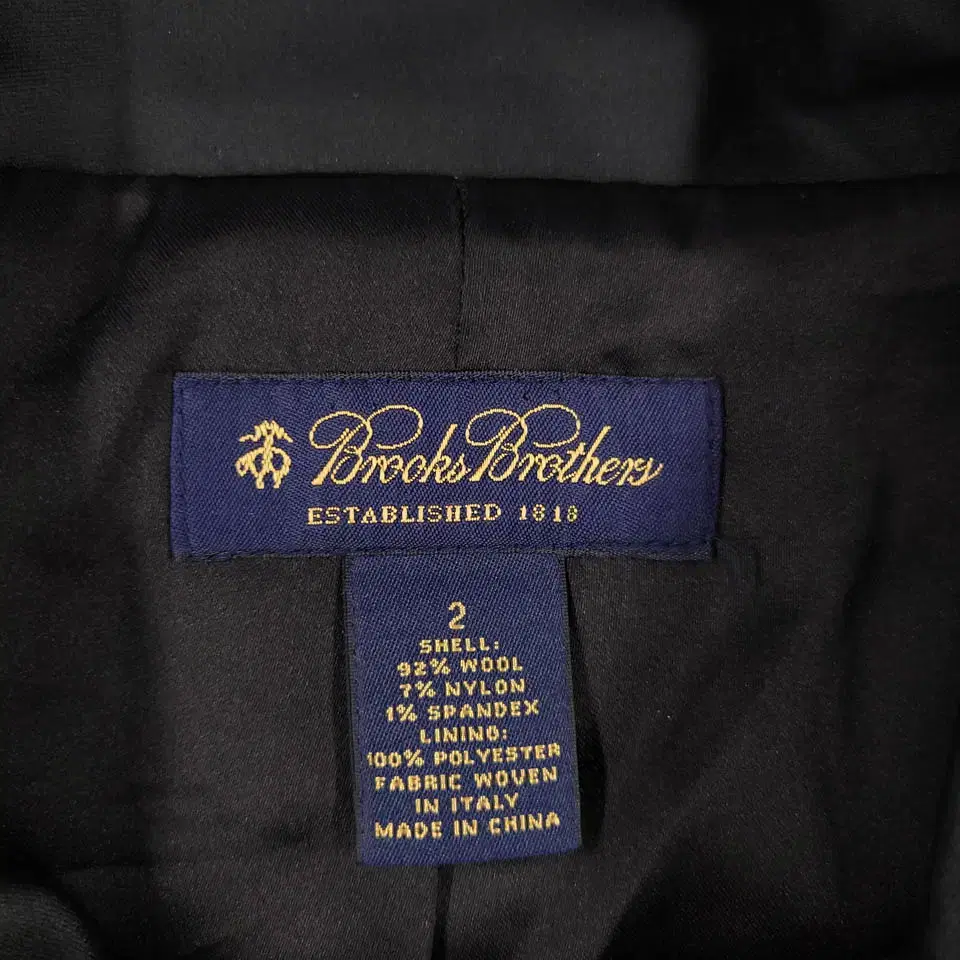 Brooks Brothers
ESTABLISHED 1818
2
SHELL:
92% WOOL
7% NYLON
1% SPANDEX
LINING:
100% POLYESTER
FABRIC WOVEN
IN ITALY
MADE IN CHINA